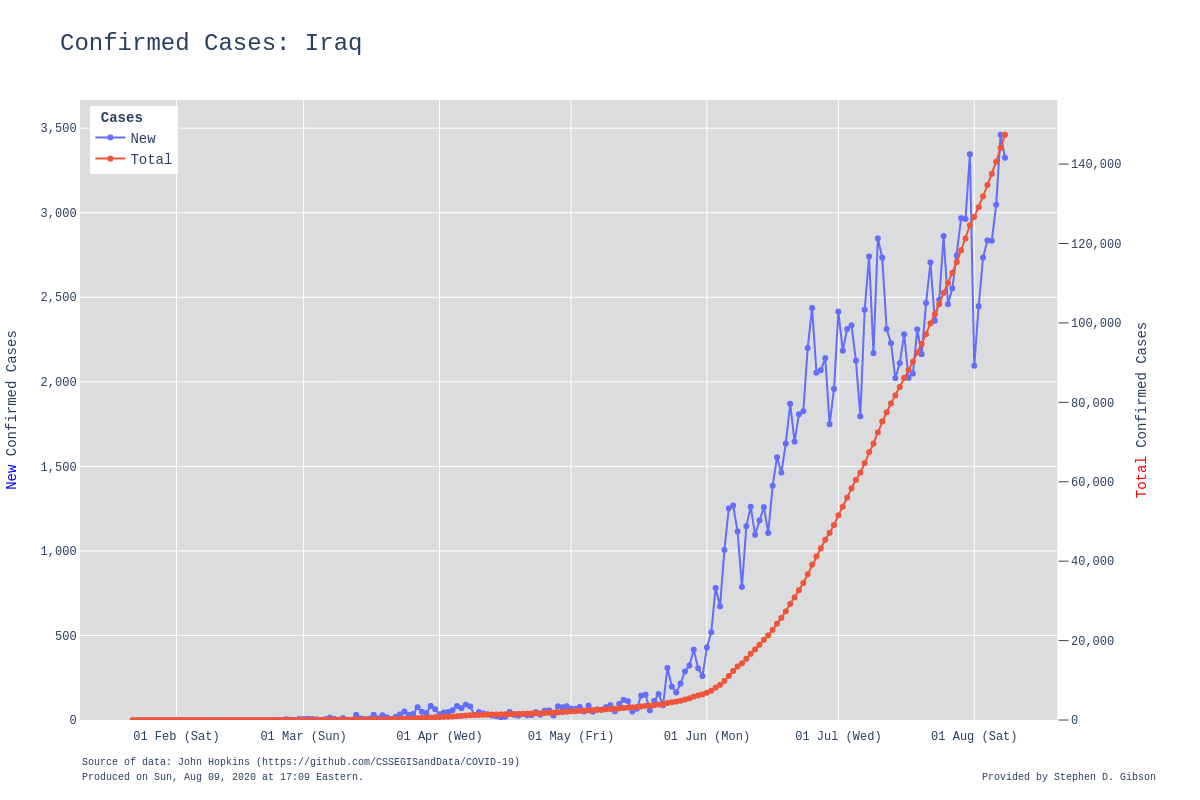 Confirmed Cases: Iraq
Cases
New
Total
3,500
3,000
2,500
2,000
1,500
1,000
500
0
New Confirmed Cases
140,000
120,000
100,000
80,000
60,000
40,000
20,000
0
Total Confirmed Cases
01 Feb (Sat) 01 Mar (Sun) 01 Apr (Wed) 01 May (Fri) 01 Jun (Mon) 01 Jul (Wed) 01 Aug (Sat)
Source of data: John Hopkins (https://github.com/CSSEGISandData/COVID-19)
Produced on Sun, Aug 09, 2020 at 17:09 Eastern.
Provided by Stephen D. Gibson